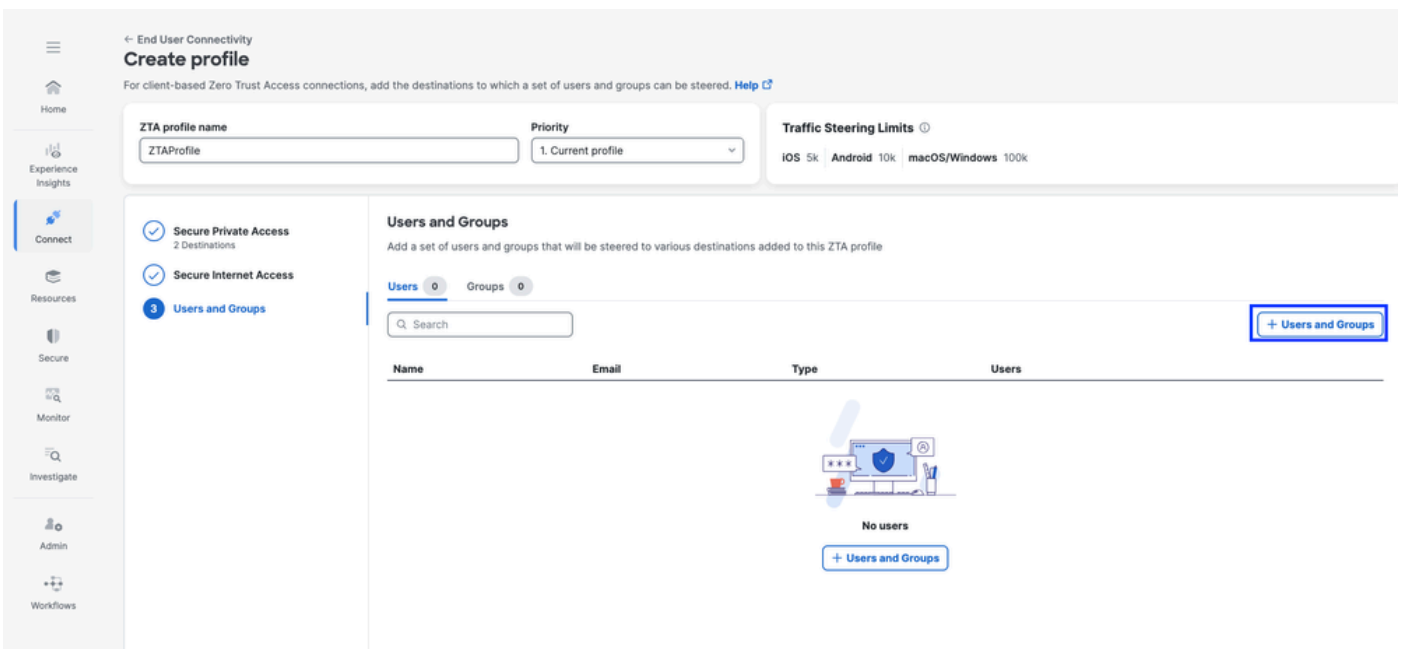 ← End User Connectivity
Create profile
For client-based Zero Trust Access connections, add the destinations to which a set of users and groups can be steered. Help
Home
Experience
Insights
Connect
Resources
Secure
Monitor
Investigate
Admin
Workflows
ZTA profile name
ZTAProfile
Priority
1. Current profile
Traffic Steering Limits
iOS 5k Android 10k macOS/Windows 100k
Secure Private Access
2 Destinations
Secure Internet Access
3 Users and Groups
Users and Groups
Add a set of users and groups that will be steered to various destinations added to this ZTA profile
Users 0 Groups 0
Search
+ Users and Groups
Name Email Type Users
***
No users
+ Users and Groups